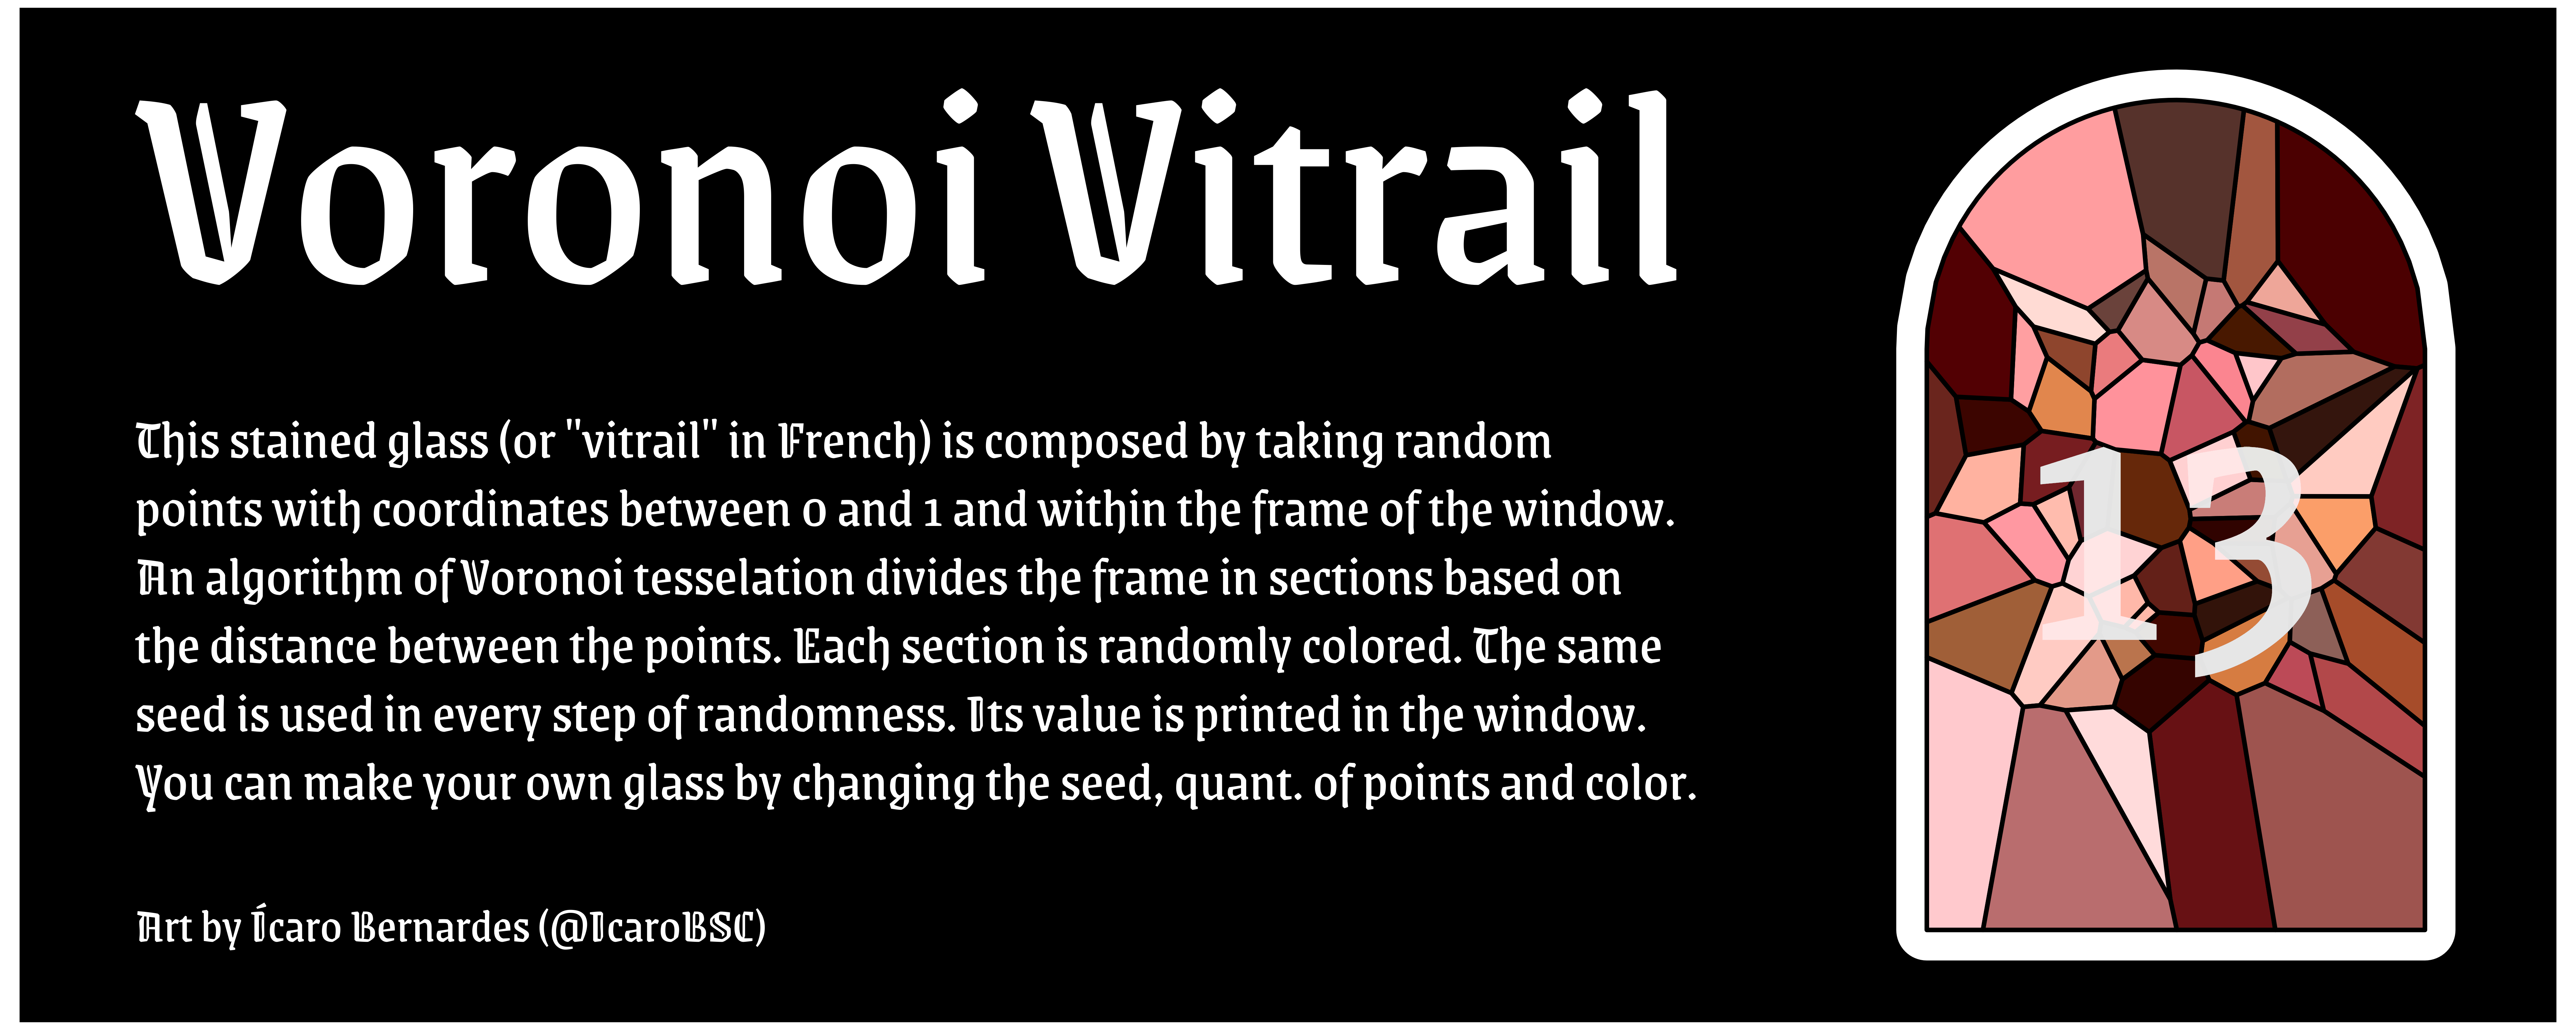 Voronoi Vitrail
This stained glass (or "vitrail" in French) is composed by taking random
points with coordinates between 0 and 1 and within the frame of the window.
An algorithm of Voronoi tesselation divides the frame in sections based on
the distance between the points. Each section is randomly colored. The same
seed is used in every step of randomness. Its value is printed in the window.
You can make your own glass by changing the seed, quant. of points and color.
Art by Ícaro Bernardes (@IcaroBSC)
13